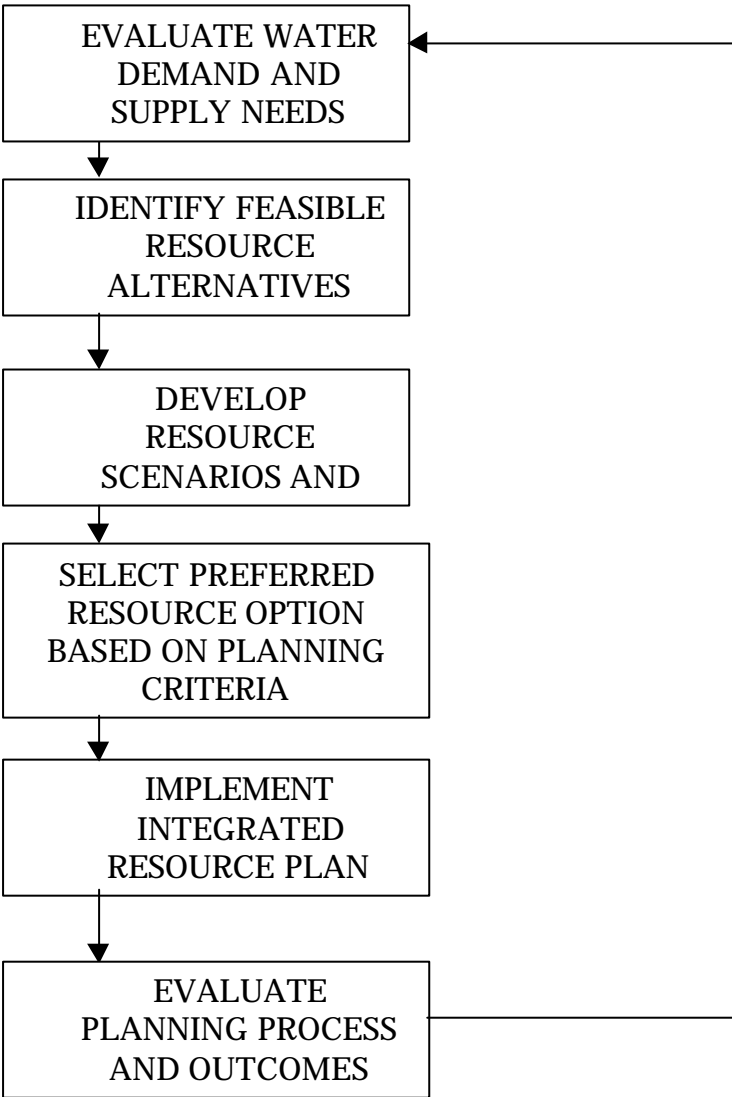 EVALUATE WATER
DEMAND AND
SUPPLY NEEDS
IDENTIFY FEASIBLE
RESOURCE
ALTERNATIVES
DEVELOP
RESOURCE
SCENARIOS AND
SELECT PREFERRED
RESOURCE OPTION
BASED ON PLANNING
CRITERIA
IMPLEMENT
INTEGRATED
RESOURCE PLAN
EVALUATE
PLANNING PROCESS
AND OUTCOMES